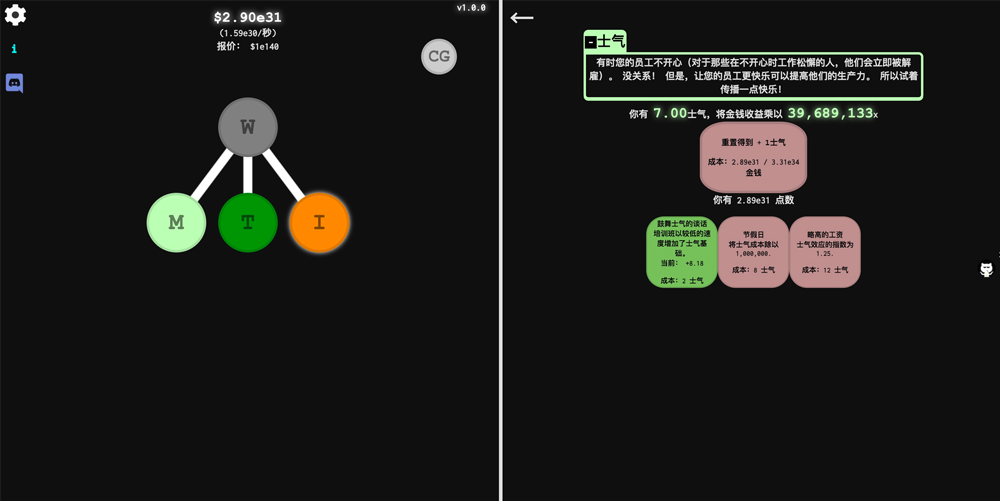 v1.0.0
$2.90e31
(1.59e30/秒)
报价： $1e140
i
CG
W
M
T
I
-士气
有时您的员工不开心（对于那些在不开心时工作松懈的人，他们会立即被解
雇）。 没关系！ 但是，让您的员工更快乐可以提高他们的生产力。 所以试着
传播一点快乐！
你有 7.00士气，将金钱收益乘以 39,689,133x
重置得到 + 1士气
成本：2.89e31 / 3.31e34
金钱
你有 2.89e31 点数
鼓舞士气的谈话
培训班以较低的速
度增加了士气基
础。
当前： +8.18
成本：2 士气
节假日
将士气成本除以
1,000,000.
成本：8 士气
略高的工资
士气效应的指数为
1.25.
成本：12 士气